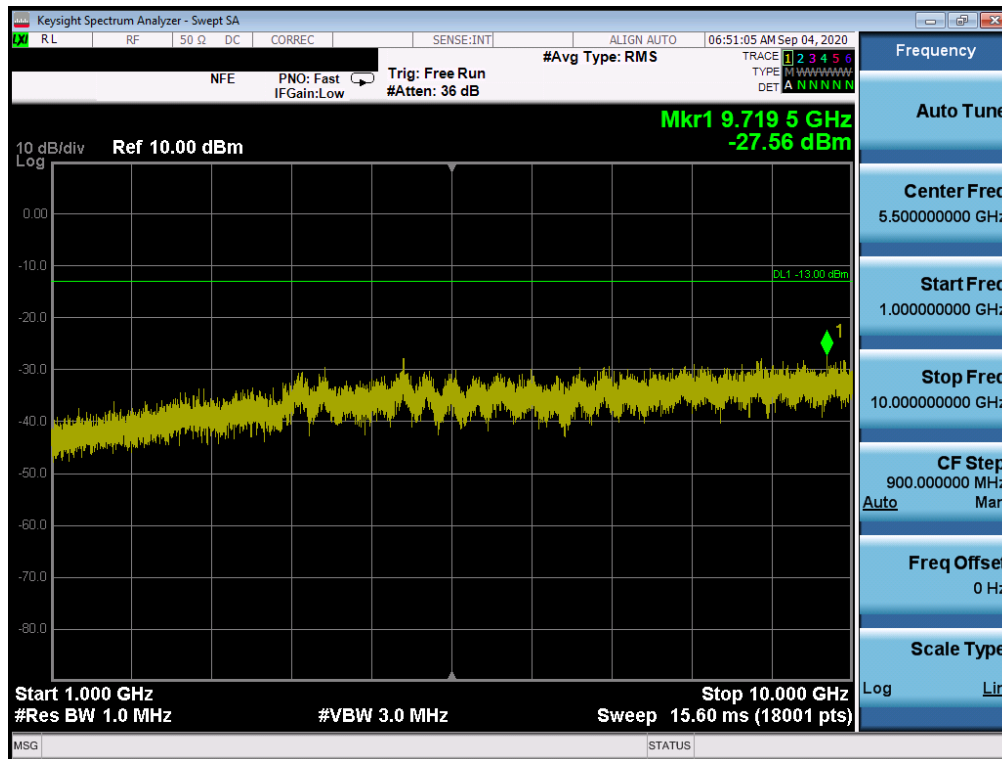 Keysight Spectrum Analyzer - Swept SA
LXI RL RF 50 Ω DC CORREC SENSE:INT ALIGN AUTO 06:51:05 AM Sep 04, 2020
NFE
PNO: Fast
IFGain:Low
Trig: Free Run
#Atten: 36 dB
#Avg Type: RMS
TRACE 1 2 3 4 5 6
TYPE M WWWWW
DET A N N N N N
Mkr1 9.719 5 GHz
-27.56 dBm
10 dB/div
Log
Ref 10.00 dBm
0.00
-10.0
DL1 -13.00 dBm
-20.0
1
-30.0
-40.0
-50.0
-60.0
-70.0
-80.0
Start 1.000 GHz
Stop 10.000 GHz
#Res BW 1.0 MHz
#VBW 3.0 MHz
Sweep 15.60 ms (18001 pts)
MSG
STATUS
Frequency
Auto Tune
Center Freq
5.500000000 GHz
Start Freq
1.000000000 GHz
Stop Freq
10.000000000 GHz
CF Step
900.000000 MHz
Auto Man
Freq Offset
0 Hz
Scale Type
Log Lin